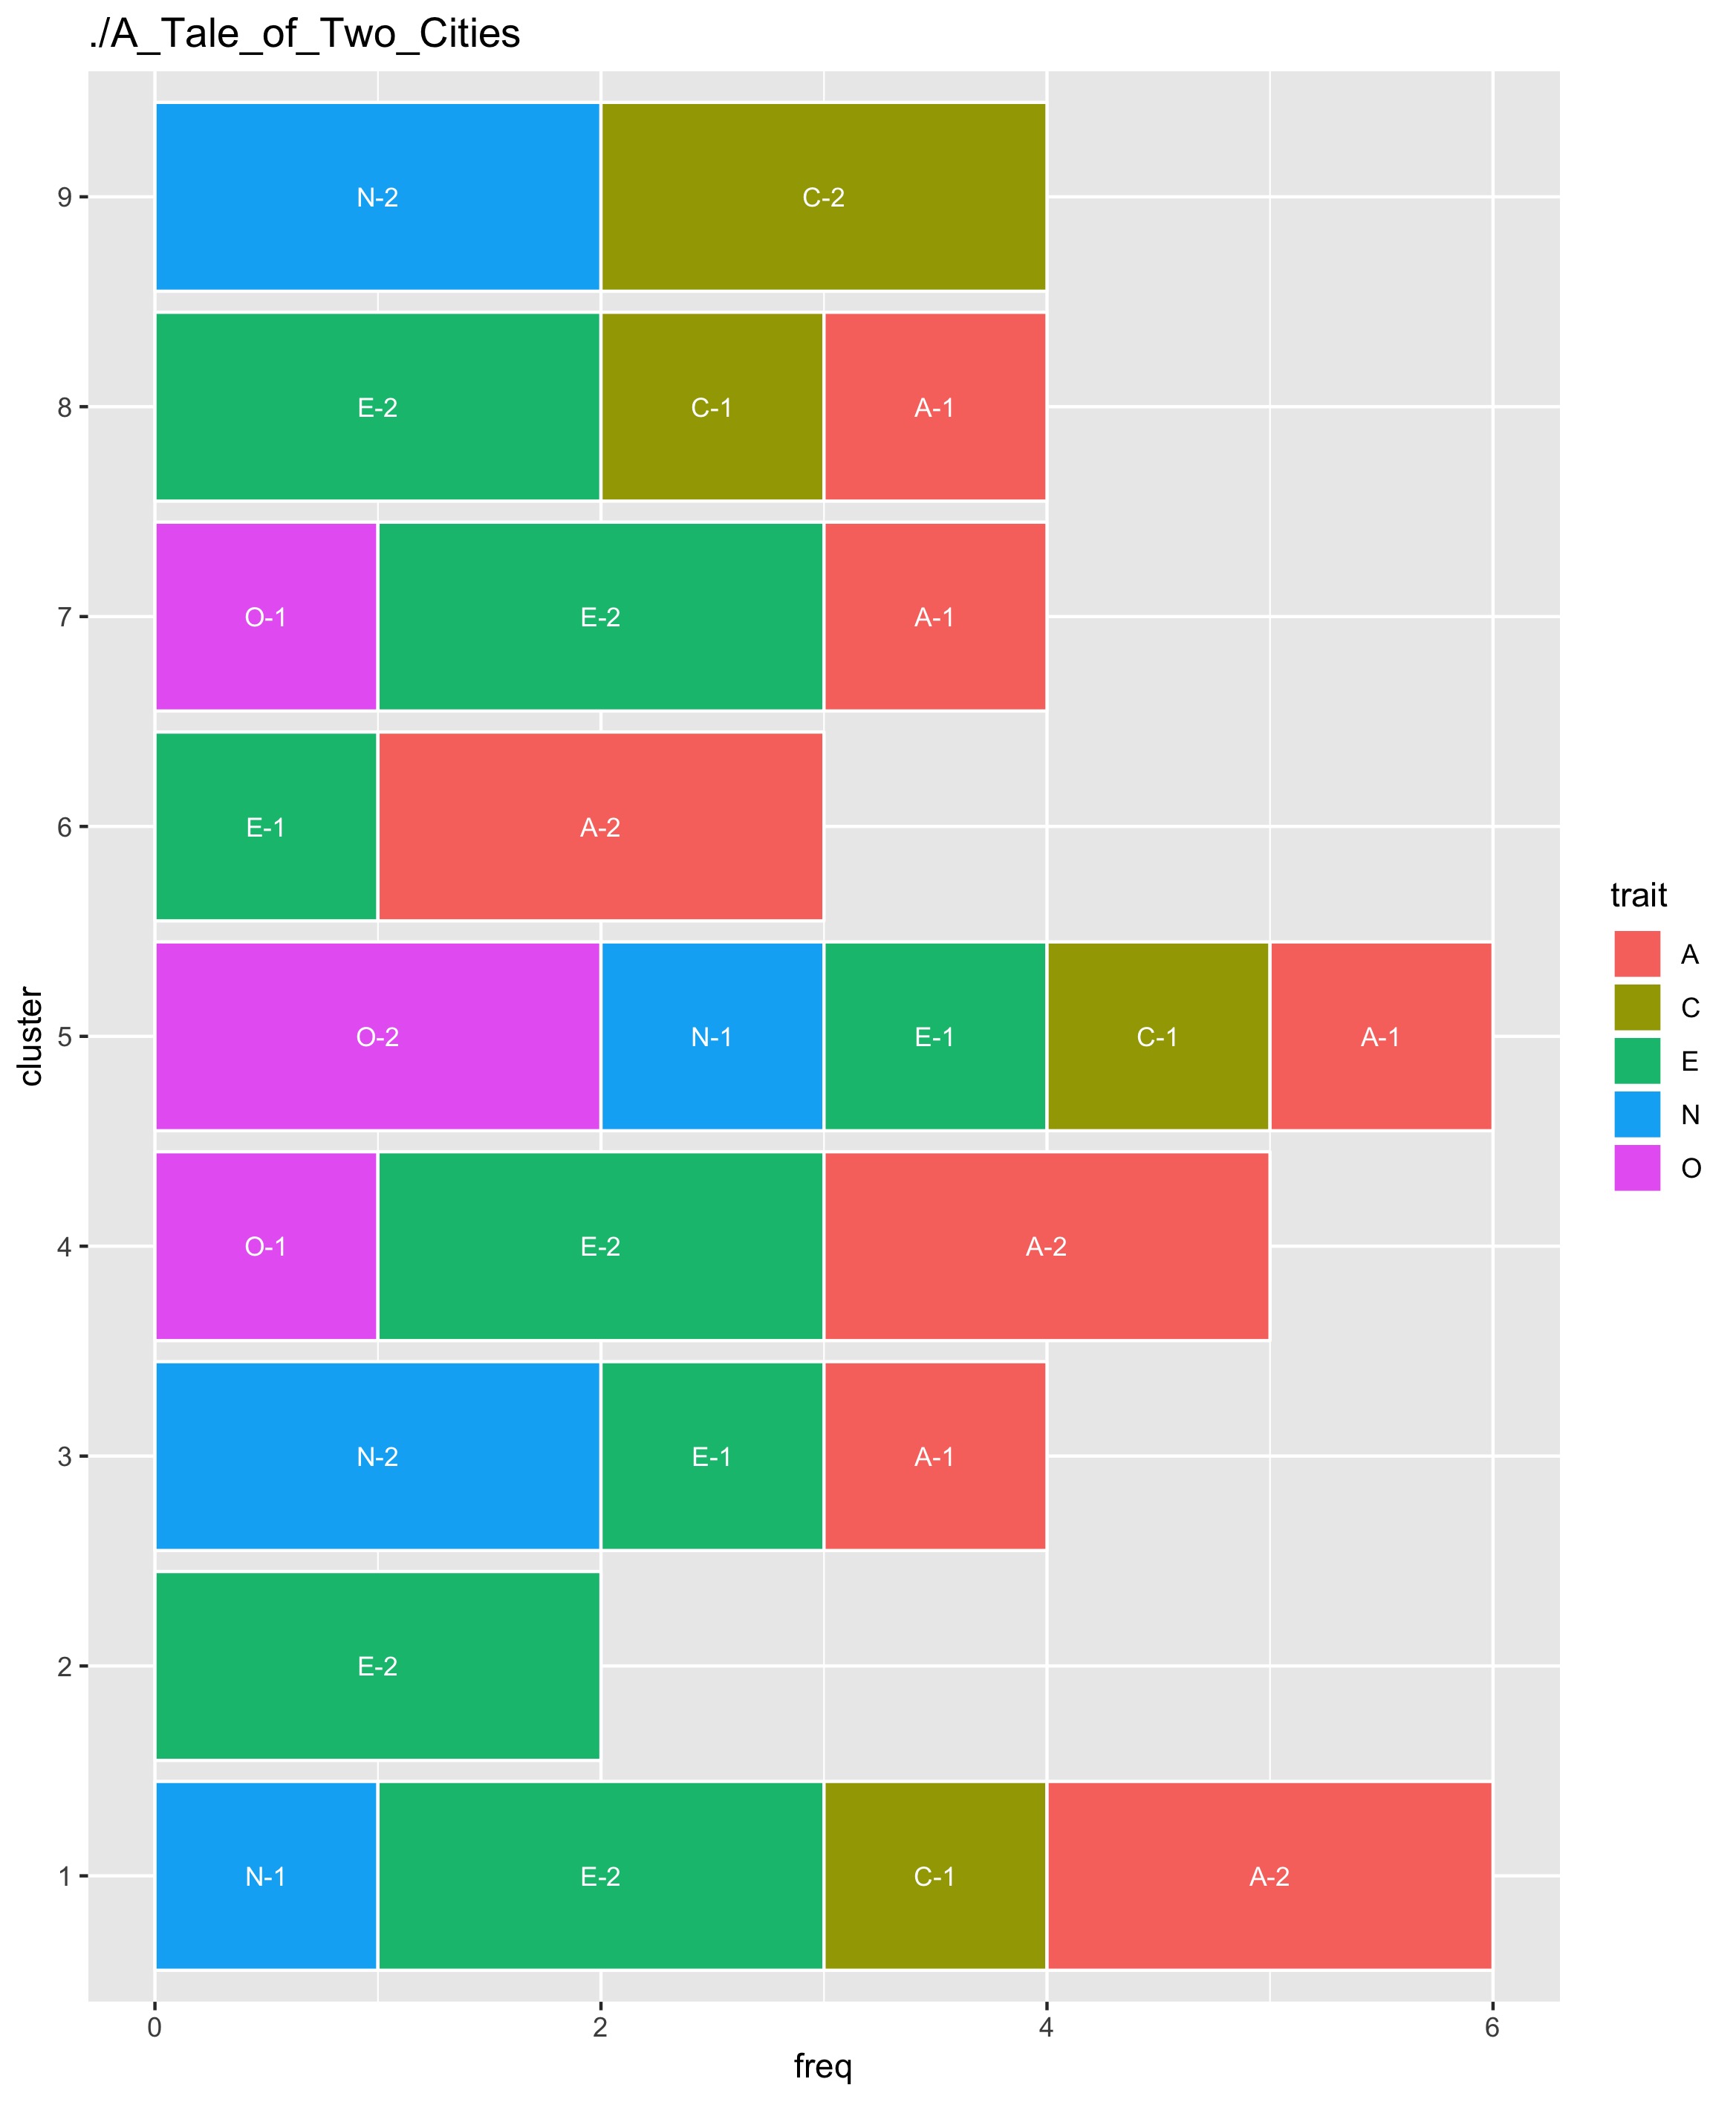 ./A_Tale_of_Two_Cities
9
N-2 C-2
8
E-2 C-1 A-1
7
O-1 E-2 A-1
6
E-1 A-2
5
O-2 N-1 E-1 C-1 A-1
4
O-1 E-2 A-2
3
N-2 E-1 A-1
2
E-2
1
N-1 E-2 C-1 A-2
cluster
0 2 4 6
freq
trait
A
C
E
N
O